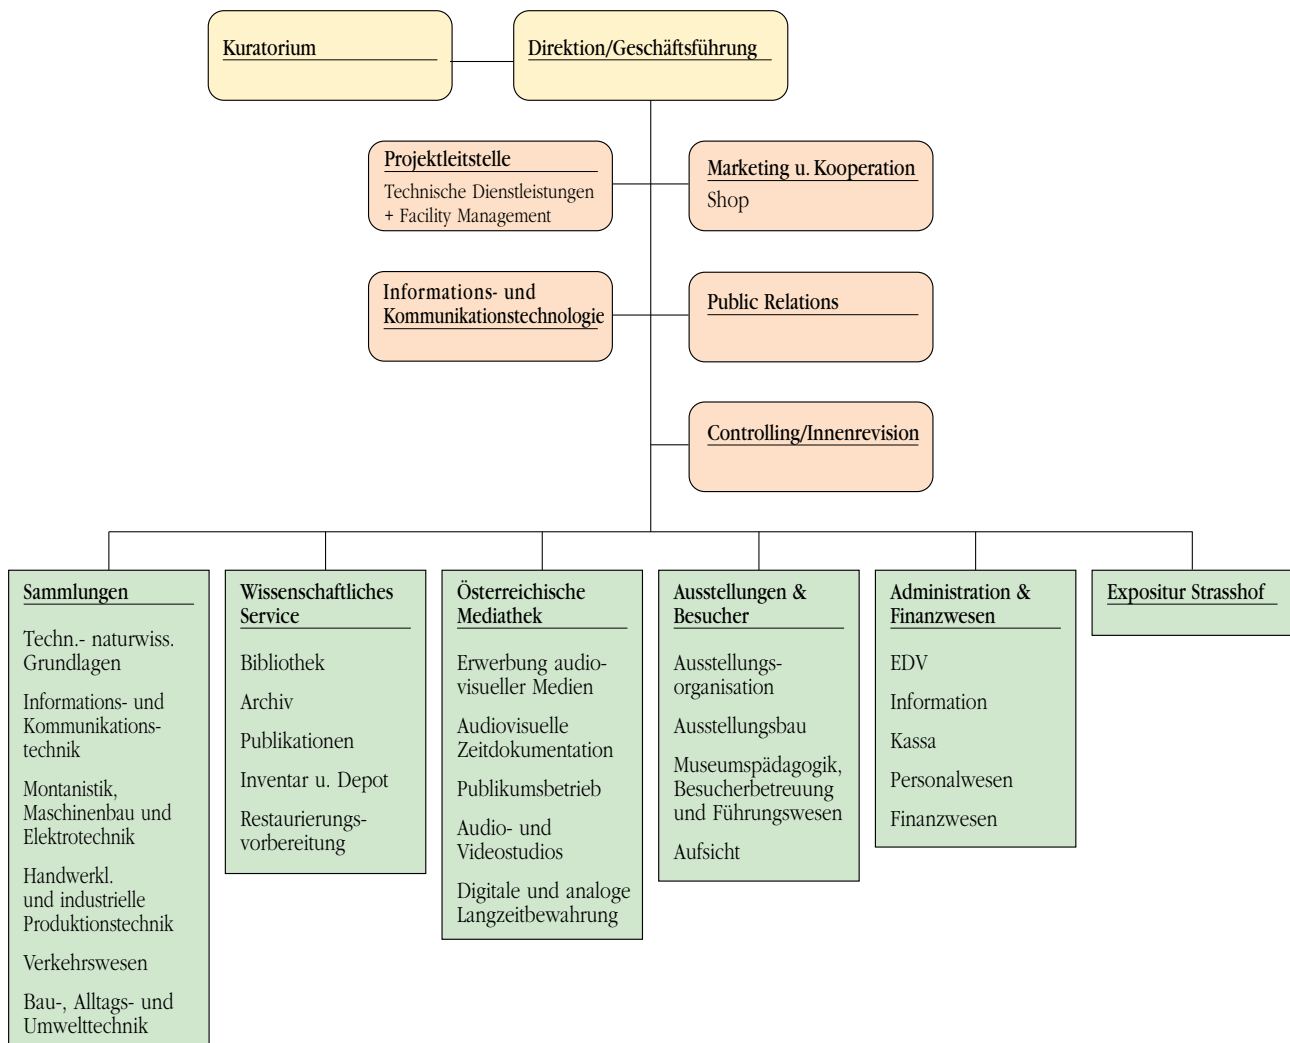 Kuratorium
Direktion/Geschäftsführung
Projektleitstelle
Technische Dienstleistungen
+ Facility Management
Marketing u. Kooperation
Shop
Informations- und
Kommunikationstechnologie
Public Relations
Controlling/Innenrevision
Sammlungen
Techn.- naturwiss.
Grundlagen
Informations- und
Kommunikations-
technik
Montanistik,
Maschinenbau und
Elektrotechnik
Handwerkl.
und industrielle
Produktionstechnik
Verkehrswesen
Bau-, Alltags- und
Umwelttechnik
Wissenschaftliches
Service
Bibliothek
Archiv
Publikationen
Inventar u. Depot
Restaurierungs-
vorbereitung
Österreichische
Mediathek
Erwerbung audio-
visueller Medien
Audiovisuelle
Zeitdokumentation
Publikumsbetrieb
Audio- und
Videostudios
Digitale und analoge
Langzeitbewahrung
Ausstellungen &
Besucher
Ausstellungs-
organisation
Ausstellungsbau
Museumspädagogik,
Besucherbetreuung
und Führungswesen
Aufsicht
Administration &
Finanzwesen
EDV
Information
Kassa
Personalwesen
Finanzwesen
Expositur Strasshof